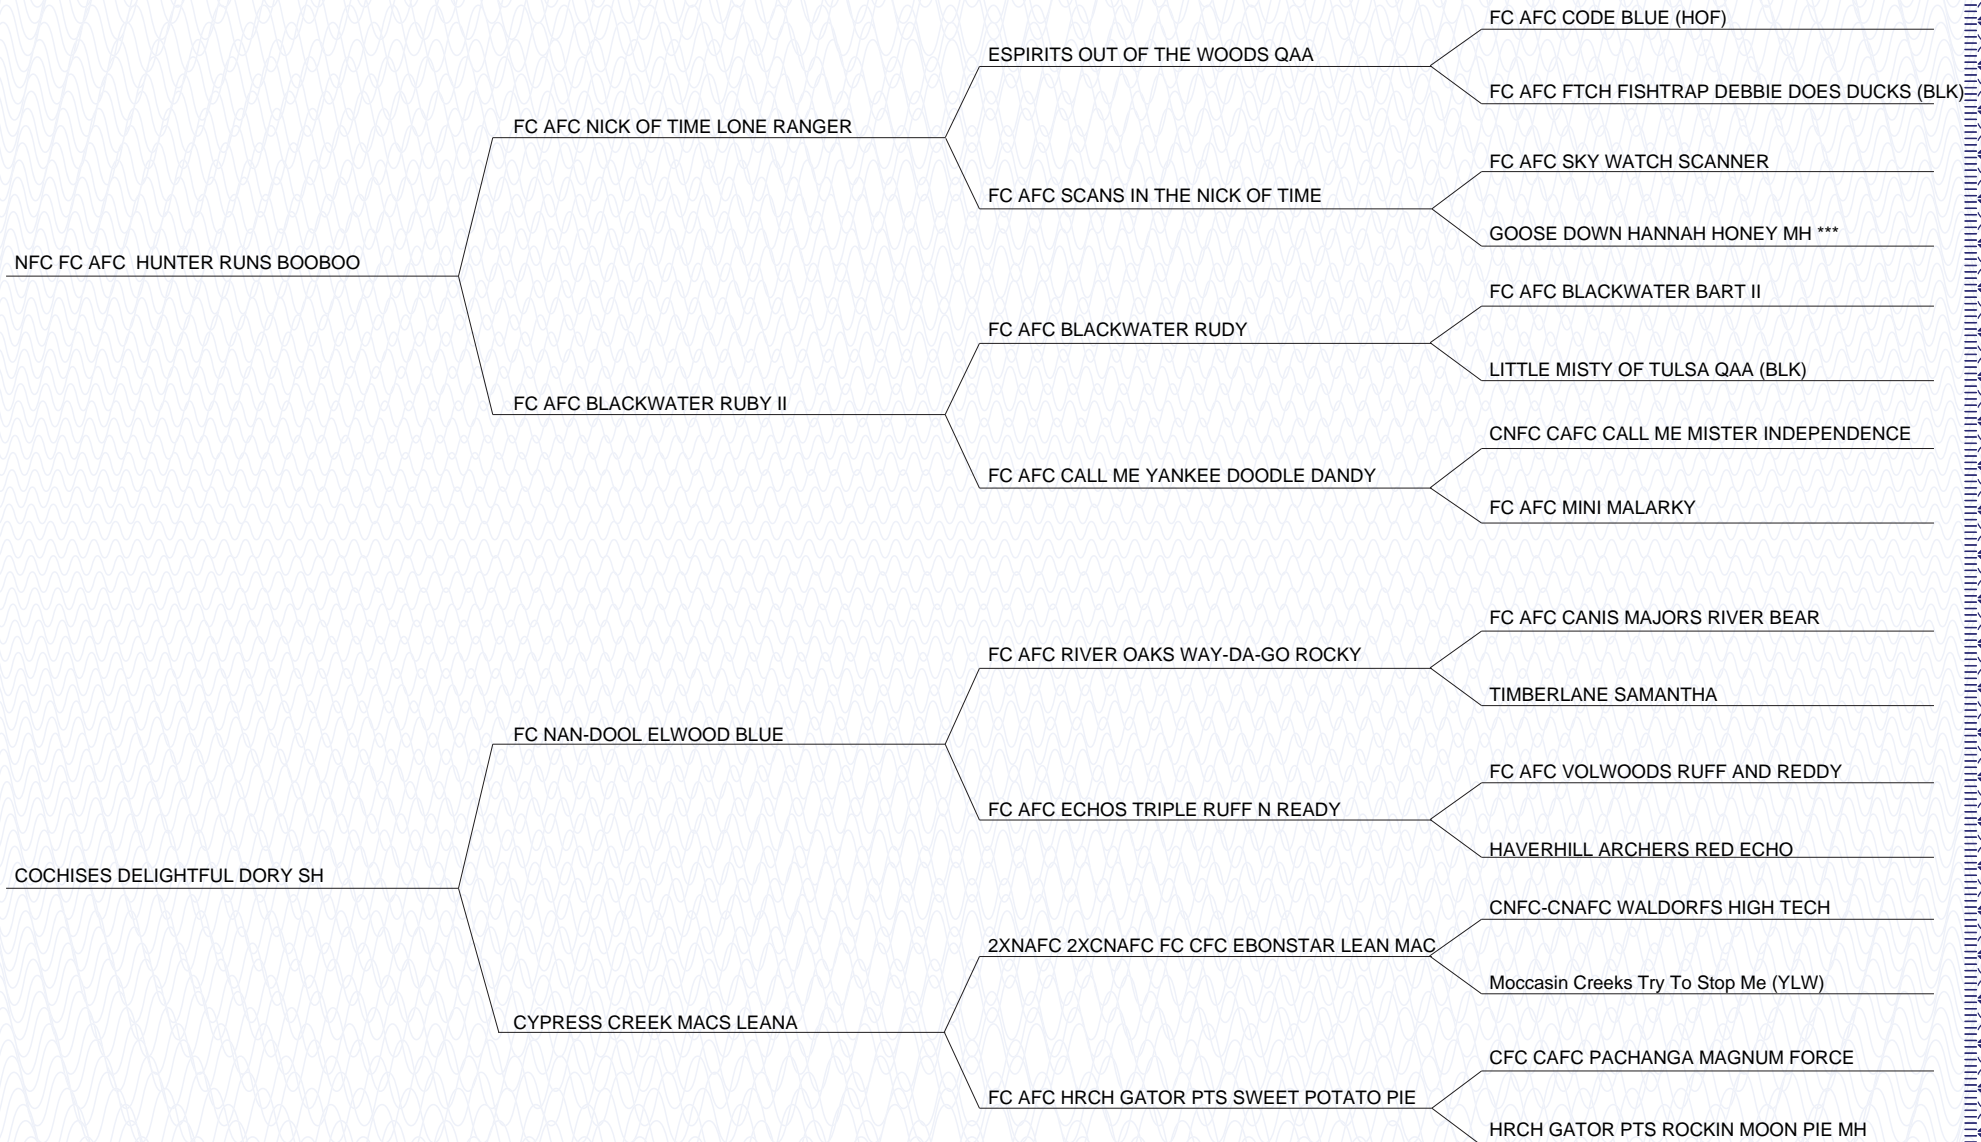 FC AFC CODE BLUE (HOF)
ESPIRITS OUT OF THE WOODS QAA
FC AFC FTCH FISHTRAP DEBBIE DOES DUCKS (BLK)
FC AFC NICK OF TIME LONE RANGER
FC AFC SKY WATCH SCANNER
FC AFC SCANS IN THE NICK OF TIME
GOOSE DOWN HANNAH HONEY MH ***
NFC FC AFC  HUNTER RUNS BOOBOO
FC AFC BLACKWATER BART II
FC AFC BLACKWATER RUDY
LITTLE MISTY OF TULSA QAA (BLK)
FC AFC BLACKWATER RUBY II
CNFC CAFC CALL ME MISTER INDEPENDENCE
FC AFC CALL ME YANKEE DOODLE DANDY
FC AFC MINI MALARKY
FC AFC CANIS MAJORS RIVER BEAR
FC AFC RIVER OAKS WAY-DA-GO ROCKY
TIMBERLANE SAMANTHA
FC NAN-DOOL ELWOOD BLUE
FC AFC VOLWOODS RUFF AND REDDY
FC AFC ECHOS TRIPLE RUFF N READY
HAVERHILL ARCHERS RED ECHO
COCHISES DELIGHTFUL DORY SH
CNFC-CNAFC WALDORFS HIGH TECH
2XNAFC 2XCNAFC FC CFC EBONSTAR LEAN MAC
Moccasin Creeks Try To Stop Me (YLW)
CYPRESS CREEK MACS LEANA
CFC CAFC PACHANGA MAGNUM FORCE
FC AFC HRCH GATOR PTS SWEET POTATO PIE
HRCH GATOR PTS ROCKIN MOON PIE MH